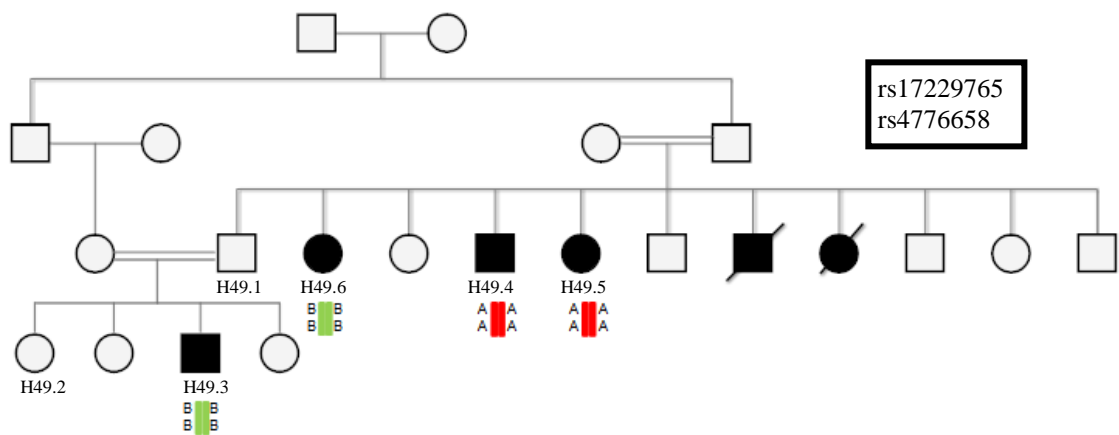 rs17229765
rs4776658
H49.1 H49.6 H49.4 H49.5
B B A A A A
B B A A A A
H49.2 H49.3
B B
B B